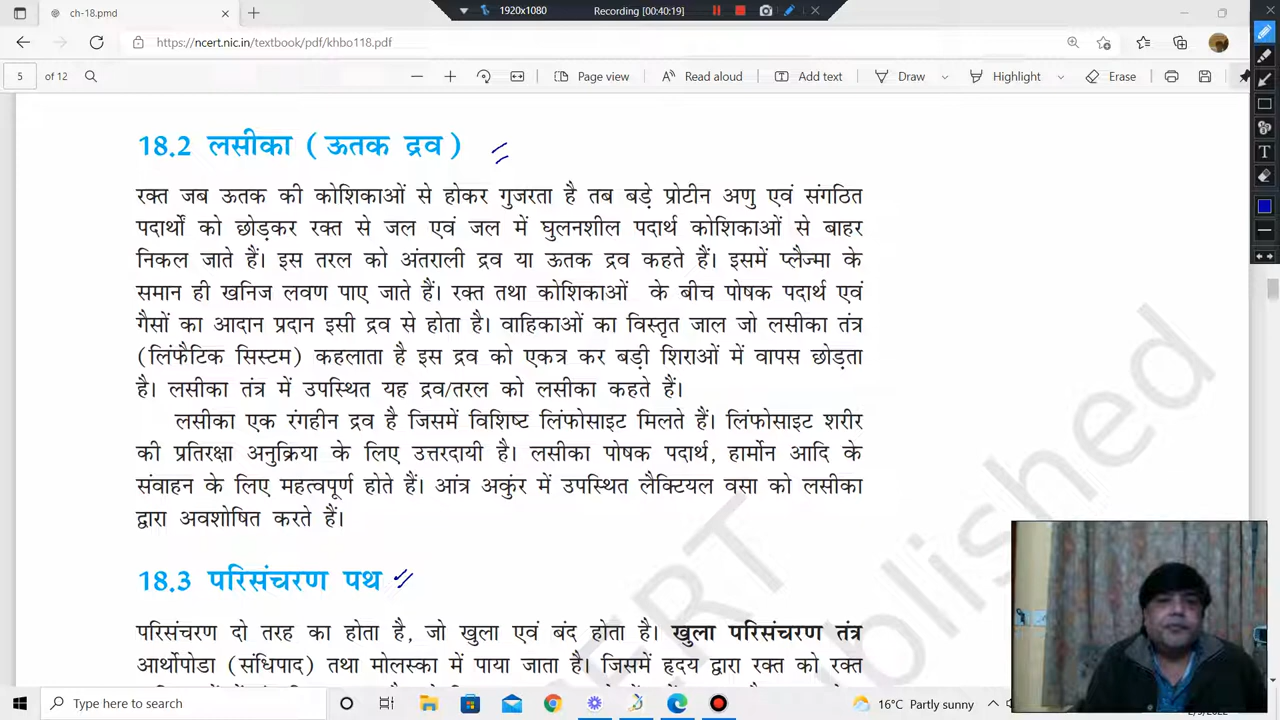 ch-18.pmd
1920x1080
Recording [00:40:19]
https://ncert.nic.in/textbook/pdf/khbo118.pdf
5 of 12
Page view
Read aloud
Add text
Draw
Highlight
Erase
18.2 लसीका ( ऊतक द्रव )
रक्त जब ऊतक की कोशिकाओं से होकर गुजरता है तब बड़े प्रोटीन अणु एवं संगठित
पदार्थों को छोड़कर रक्त से जल एवं जल में घुलनशील पदार्थ कोशिकाओं से बाहर
निकल जाते हैं। इस तरल को अंतराली द्रव या ऊतक द्रव कहते हैं। इसमें प्लैज्मा के
समान ही खनिज लवण पाए जाते हैं। रक्त तथा कोशिकाओं के बीच पोषक पदार्थ एवं
गैसों का आदान प्रदान इसी द्रव से होता है। वाहिकाओं का विस्तृत जाल जो लसीका तंत्र
(लिंफैटिक सिस्टम) कहलाता है इस द्रव को एकत्र कर बड़ी शिराओं में वापस छोड़ता
है। लसीका तंत्र में उपस्थित यह द्रव/तरल को लसीका कहते हैं।
लसीका एक रंगहीन द्रव है जिसमें विशिष्ट लिंफोसाइट मिलते हैं। लिंफोसाइट शरीर
की प्रतिरक्षा अनुक्रिया के लिए उत्तरदायी है। लसीका पोषक पदार्थ, हार्मोन आदि के
संवाहन के लिए महत्वपूर्ण होते हैं। आंत्र अकुंर में उपस्थित लैक्टियल वसा को लसीका
द्वारा अवशोषित करते हैं।
18.3 परिसंचरण पथ
परिसंचरण दो तरह का होता है, जो खुला एवं बंद होता है। खुला परिसंचरण तंत्र
आर्थोपोडा (संधिपाद) तथा मोलस्का में पाया जाता है। जिसमें हृदय द्वारा रक्त को रक्त
Type here to search
16°C Partly sunny